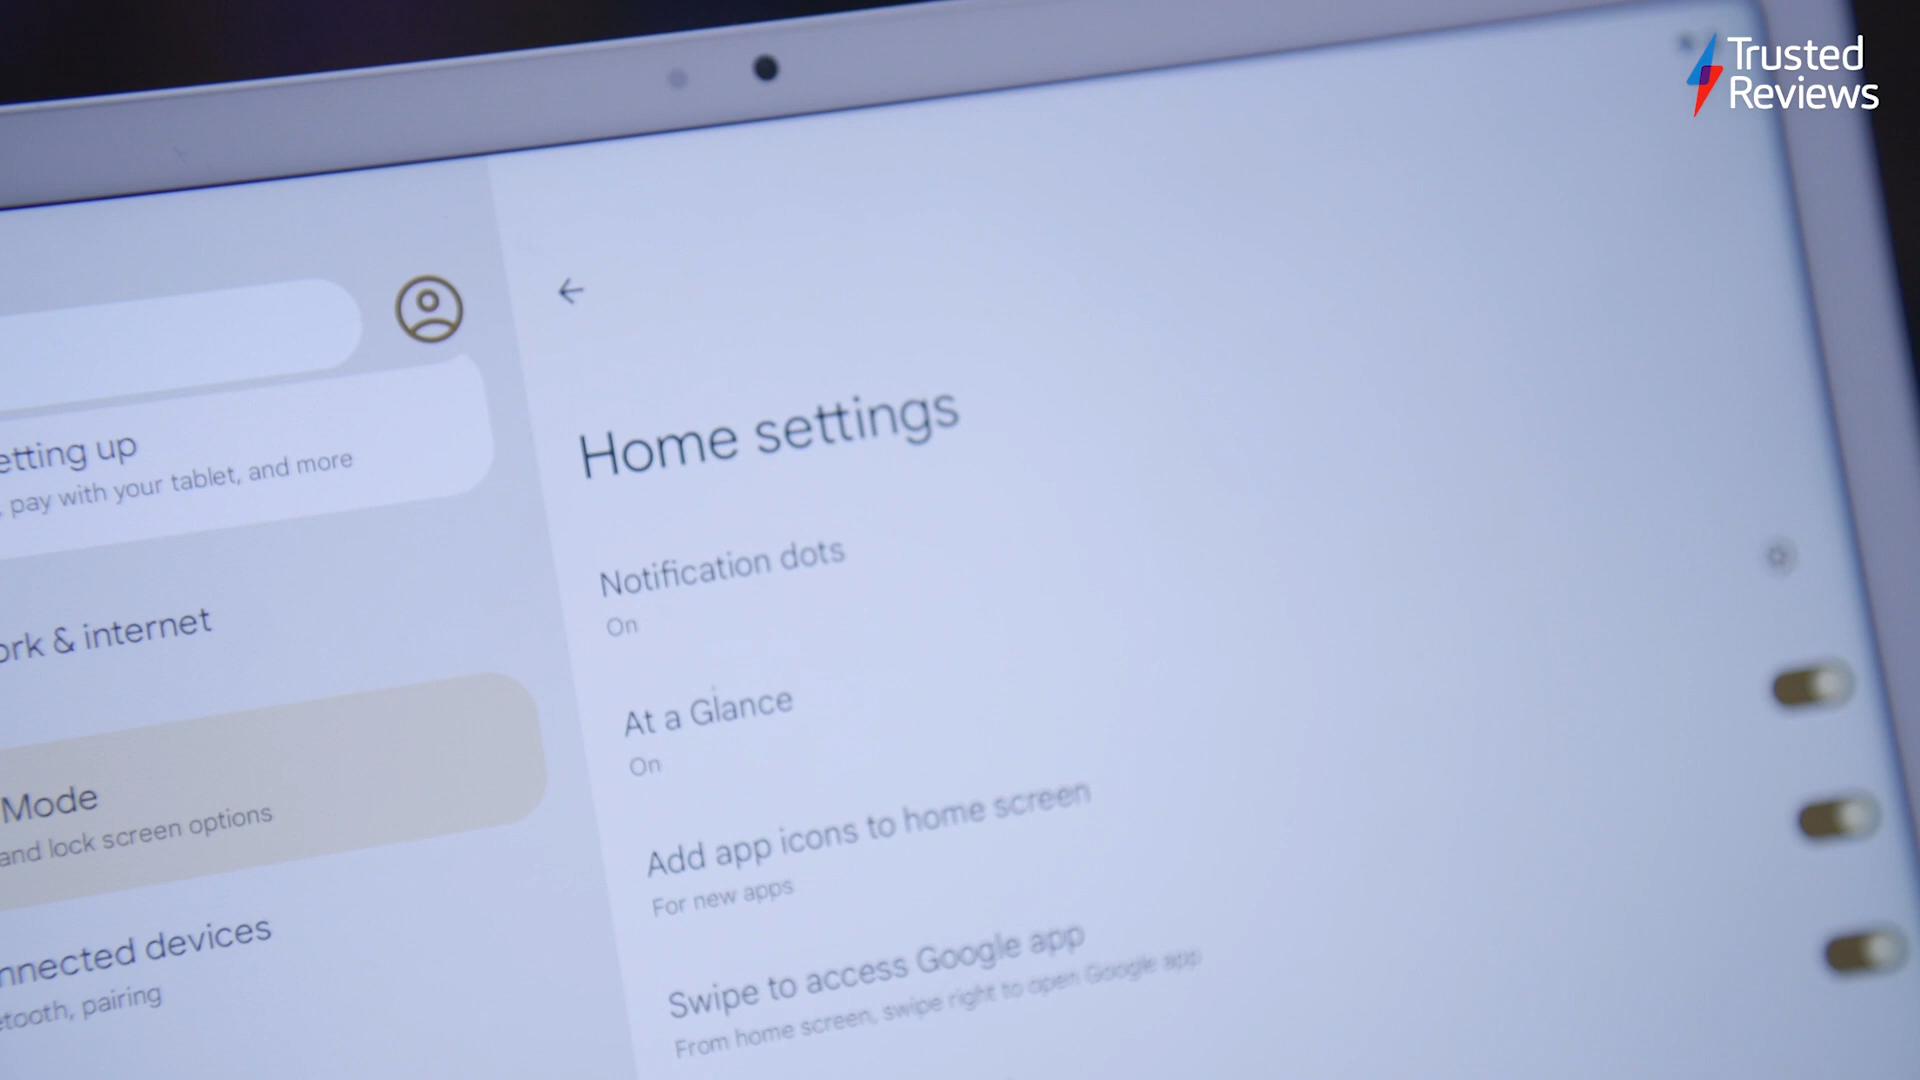 Trusted
Reviews
etting up
, pay with your tablet, and more
ork & internet
Mode
and lock screen options
nnected devices
etooth, pairing
Home settings
Notification dots
On
At a Glance
On
Add app icons to home screen
For new apps
Swipe to access Google app
From home screen, swipe right to open Google app